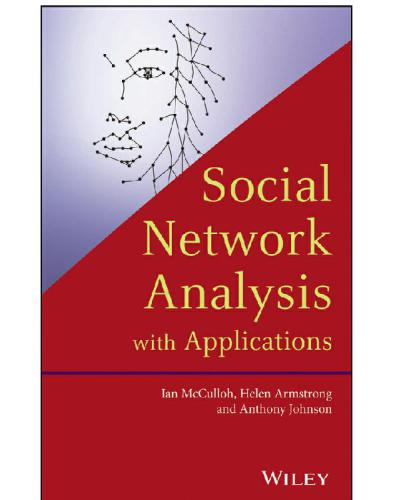 Social
Network
Analysis
with Applications
Ian McCulloh, Helen Armstrong
and Anthony Johnson
WILEY